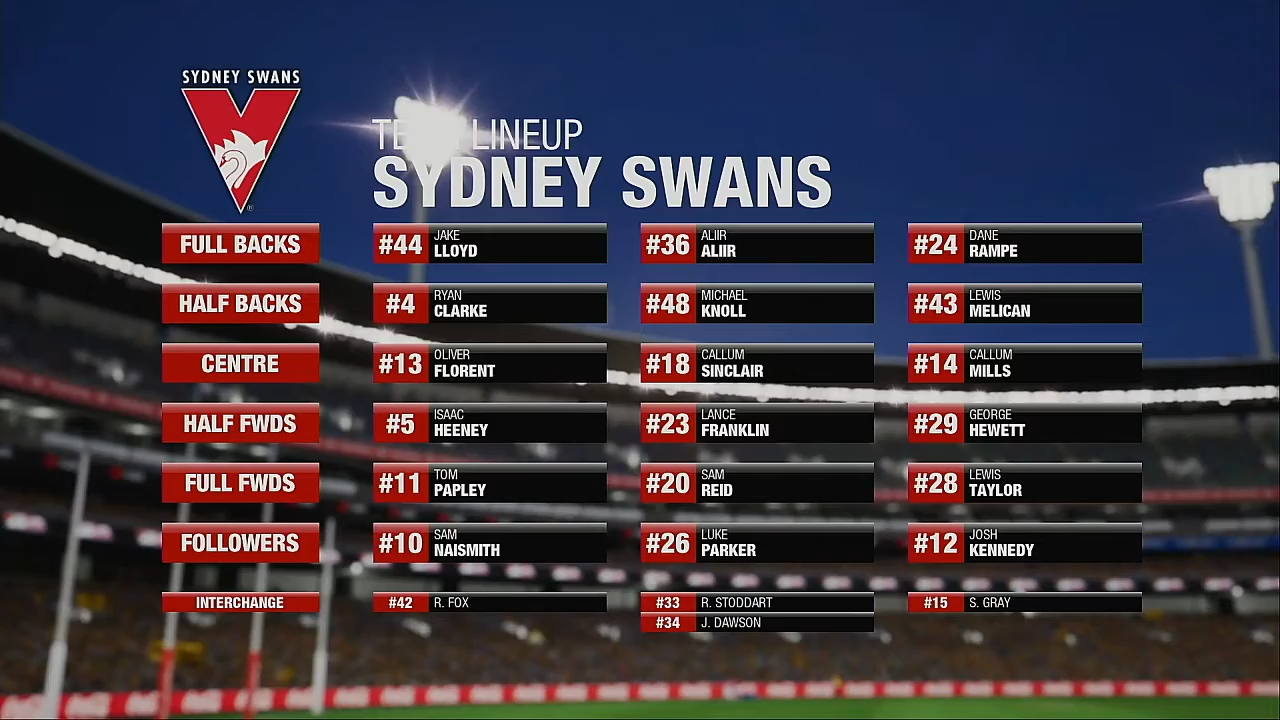 SYDNEY SWANS
TEAM LINEUP
SYDNEY SWANS
FULL BACKS
#44 JAKE LLOYD
#36 ALIIR ALIIR
#24 DANE RAMPE
HALF BACKS
#4 RYAN CLARKE
#48 MICHAEL KNOLL
#43 LEWIS MELICAN
CENTRE
#13 OLIVER FLORENT
#18 CALLUM SINCLAIR
#14 CALLUM MILLS
HALF FWDS
#5 ISAAC HEENEY
#23 LANCE FRANKLIN
#29 GEORGE HEWETT
FULL FWDS
#11 TOM PAPLEY
#20 SAM REID
#28 LEWIS TAYLOR
FOLLOWERS
#10 SAM NAISMITH
#26 LUKE PARKER
#12 JOSH KENNEDY
INTERCHANGE
#42 R. FOX
#33 R. STODDART
#15 S. GRAY
#34 J. DAWSON